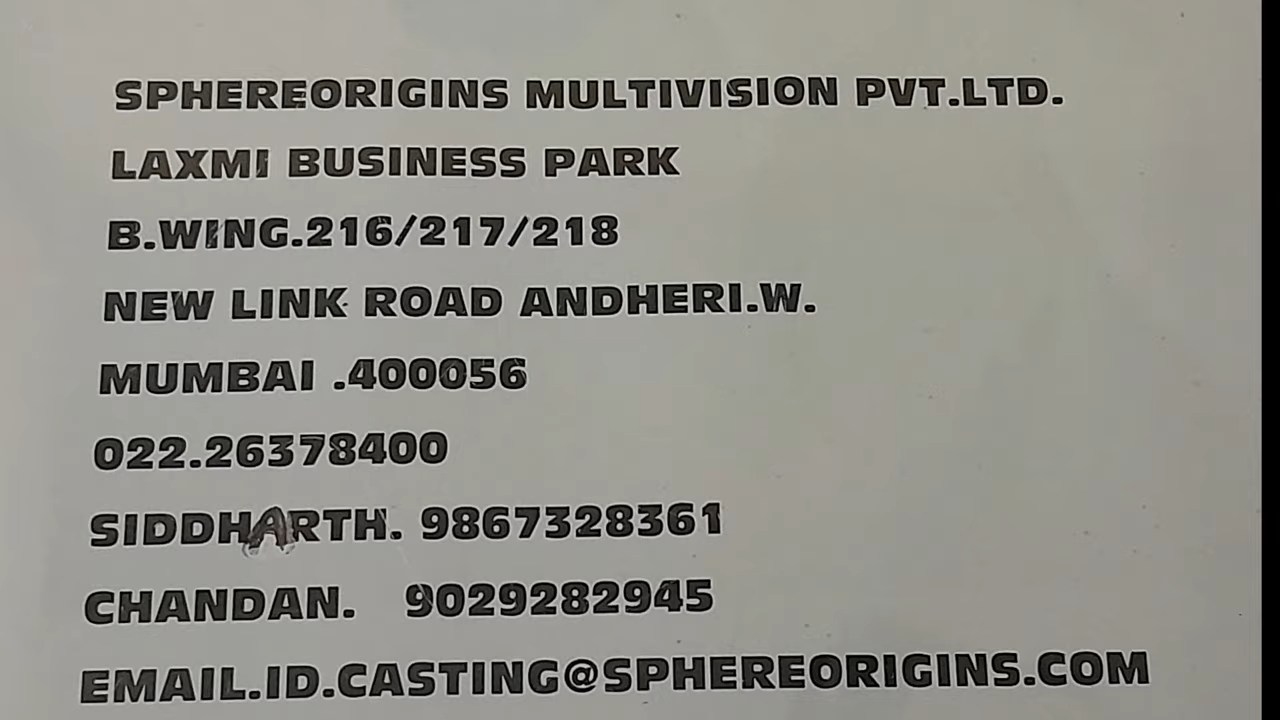 SPHEREORIGINS MULTIVISION PVT.LTD.
LAXMI BUSINESS PARK
B.WING.216/217/218
NEW LINK ROAD ANDHERI.W.
MUMBAI .400056
022.26378400
SIDDHARTH. 9867328361
CHANDAN. 9029282945
EMAIL.ID.CASTING@SPHEREORIGINS.COM